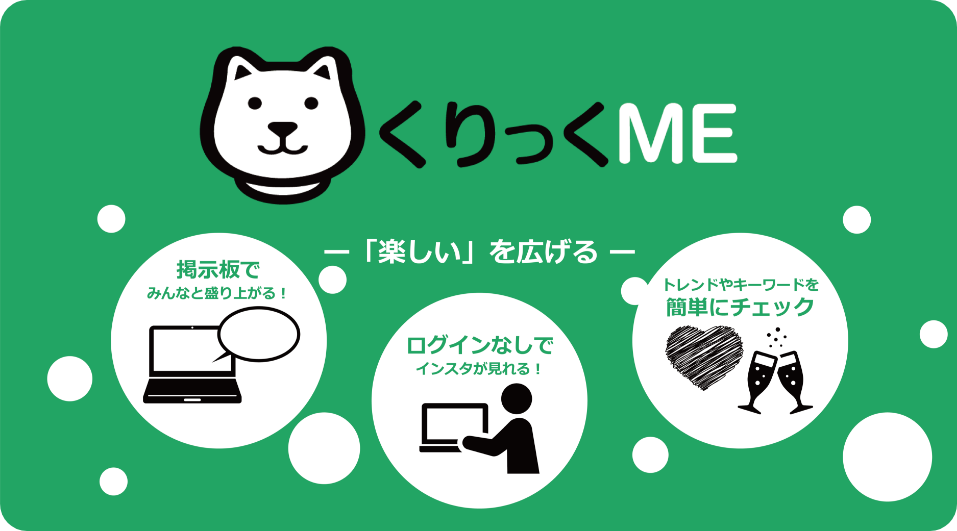 くりっくME
ー「楽しい」を広げる ー
掲示板で
みんなと盛り上がる！
ログインなしで
インスタが見れる！
トレンドやキーワードを
簡単にチェック